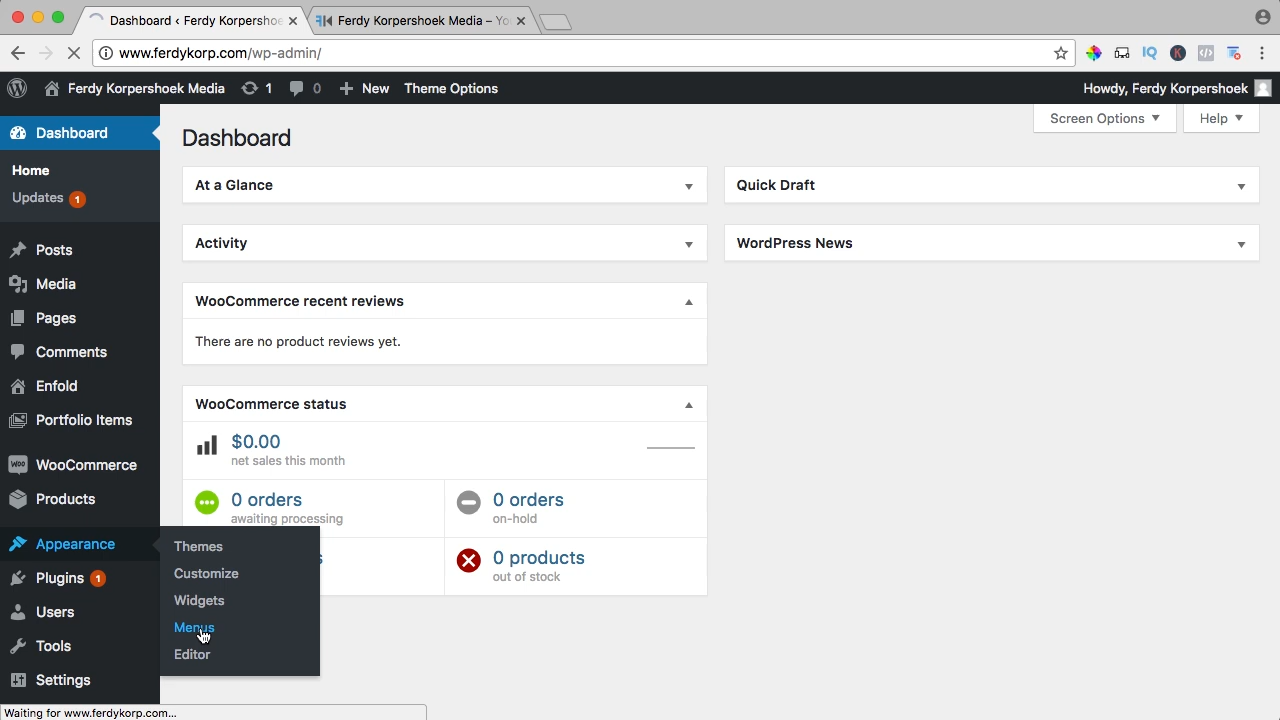 Dashboard ‹ Ferdy Korpershoe
Ferdy Korpershoek Media – Yo
www.ferdykorp.com/wp-admin/
Ferdy Korpershoek Media 1 0 New Theme Options Howdy, Ferdy Korpershoek
Dashboard
Home
Updates 1
Posts
Media
Pages
Comments
Enfold
Portfolio Items
WooCommerce
Products
Appearance
Plugins 1
Users
Tools
Settings
Themes
Customize
Widgets
Menus
Editor
Screen Options Help
Dashboard
At a Glance
Activity
WooCommerce recent reviews
There are no product reviews yet.
WooCommerce status
$0.00
net sales this month
0 orders
awaiting processing
0 orders
on-hold
s
0 products
out of stock
Quick Draft
WordPress News
Waiting for www.ferdykorp.com...